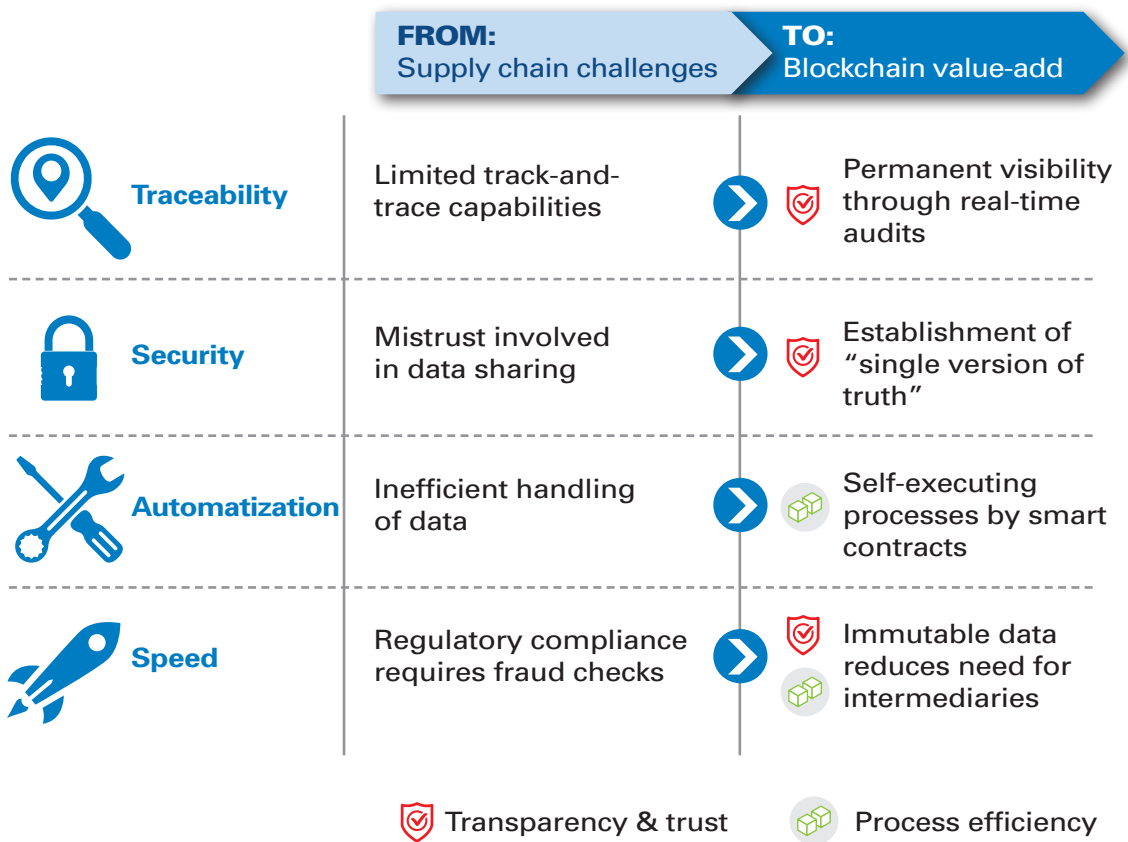 FROM:
Supply chain challenges
TO:
Blockchain value-add
Traceability
Limited track-and-
trace capabilities
Permanent visibility
through real-time
audits
Security
Mistrust involved
in data sharing
Establishment of
“single version of
truth”
Automatization
Inefficient handling
of data
Self-executing
processes by smart
contracts
Speed
Regulatory compliance
requires fraud checks
Immutable data
reduces need for
intermediaries
Transparency & trust
Process efficiency